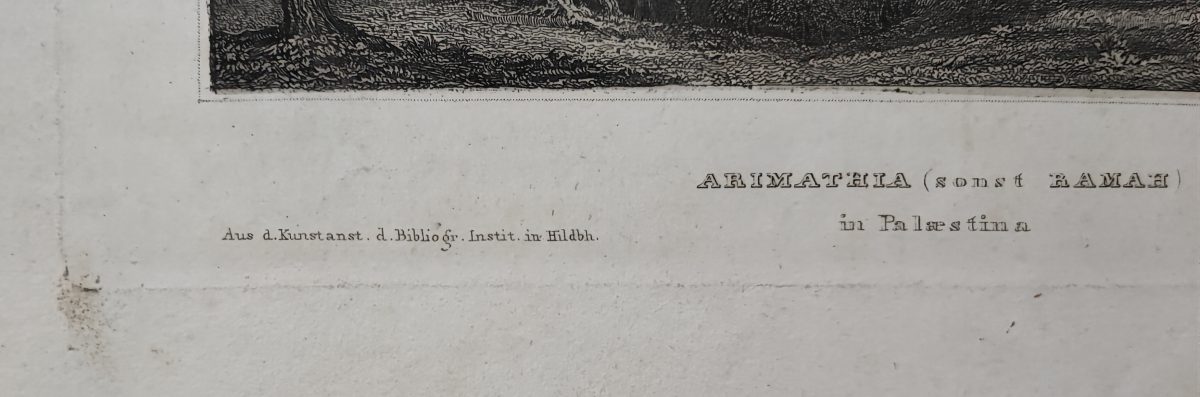 ARIMATHIA (sonst RAMAH)
in Palæstina
Aus d. Kunstanst. d. Bibliogr. Instit. in Hildbh.